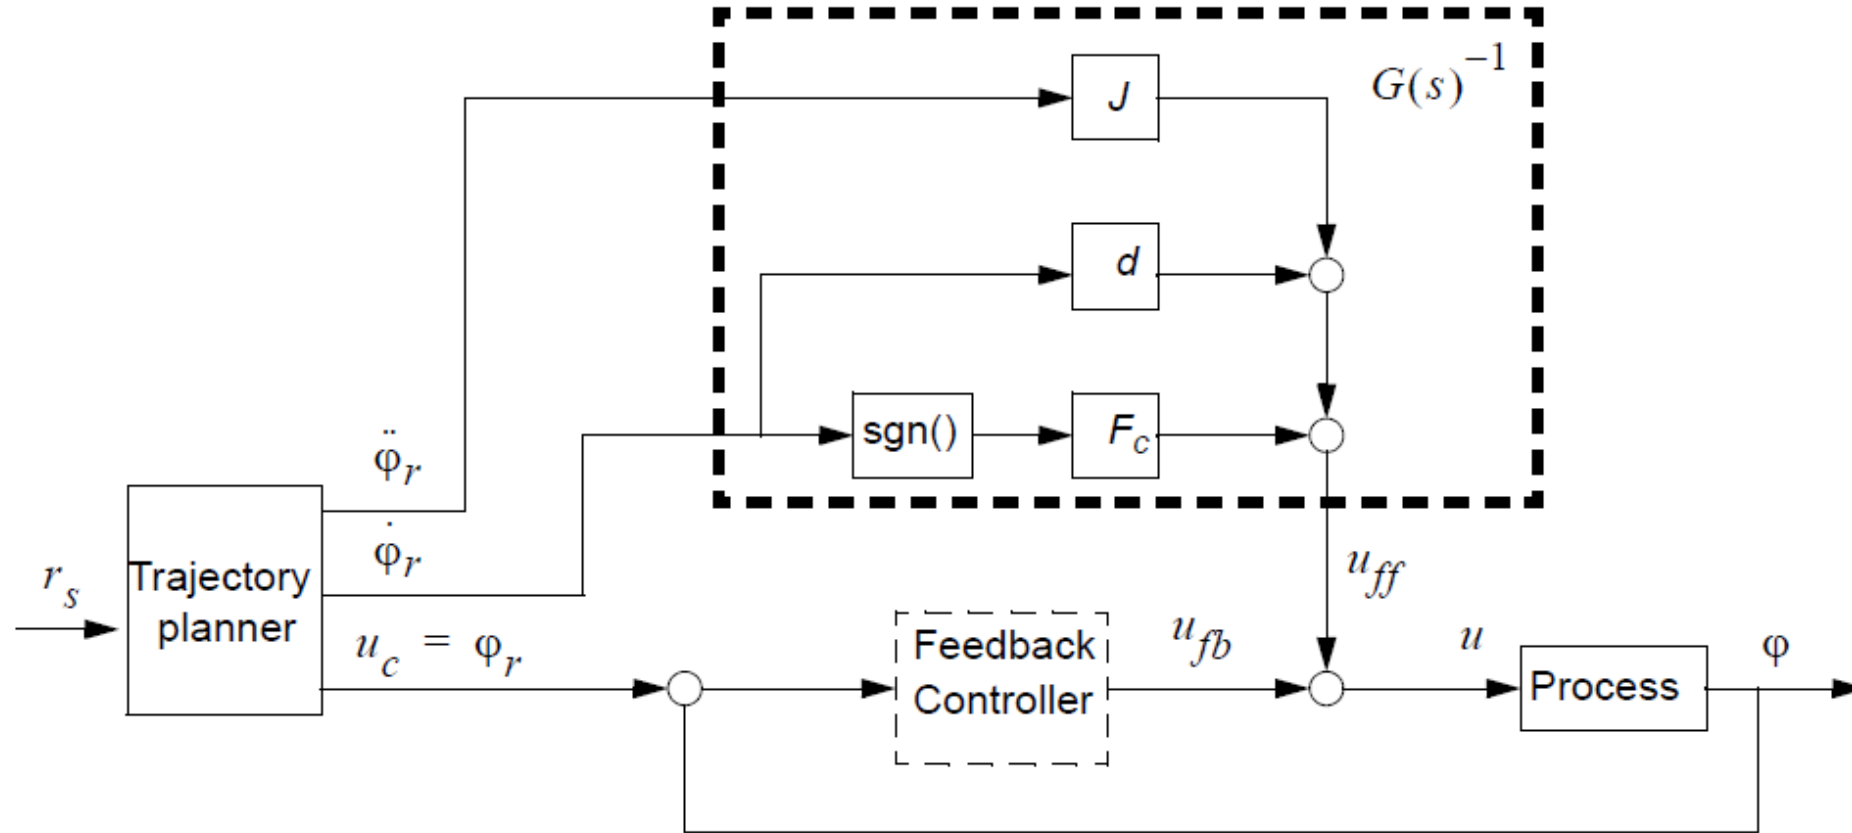 J
G(s)⁻¹
d
sgn()
F_c
φ̈_r
φ̇_r
r_s
Trajectory
planner
u_c = φ_r
Feedback
Controller
u_fb
u_ff
u
Process
φ